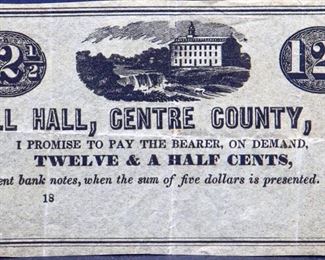 2½ 12
LL HALL, CENTRE COUNTY,
I PROMISE TO PAY THE BEARER, ON DEMAND,
TWELVE & A HALF CENTS,
ent bank notes, when the sum of five dollars is presented.
18